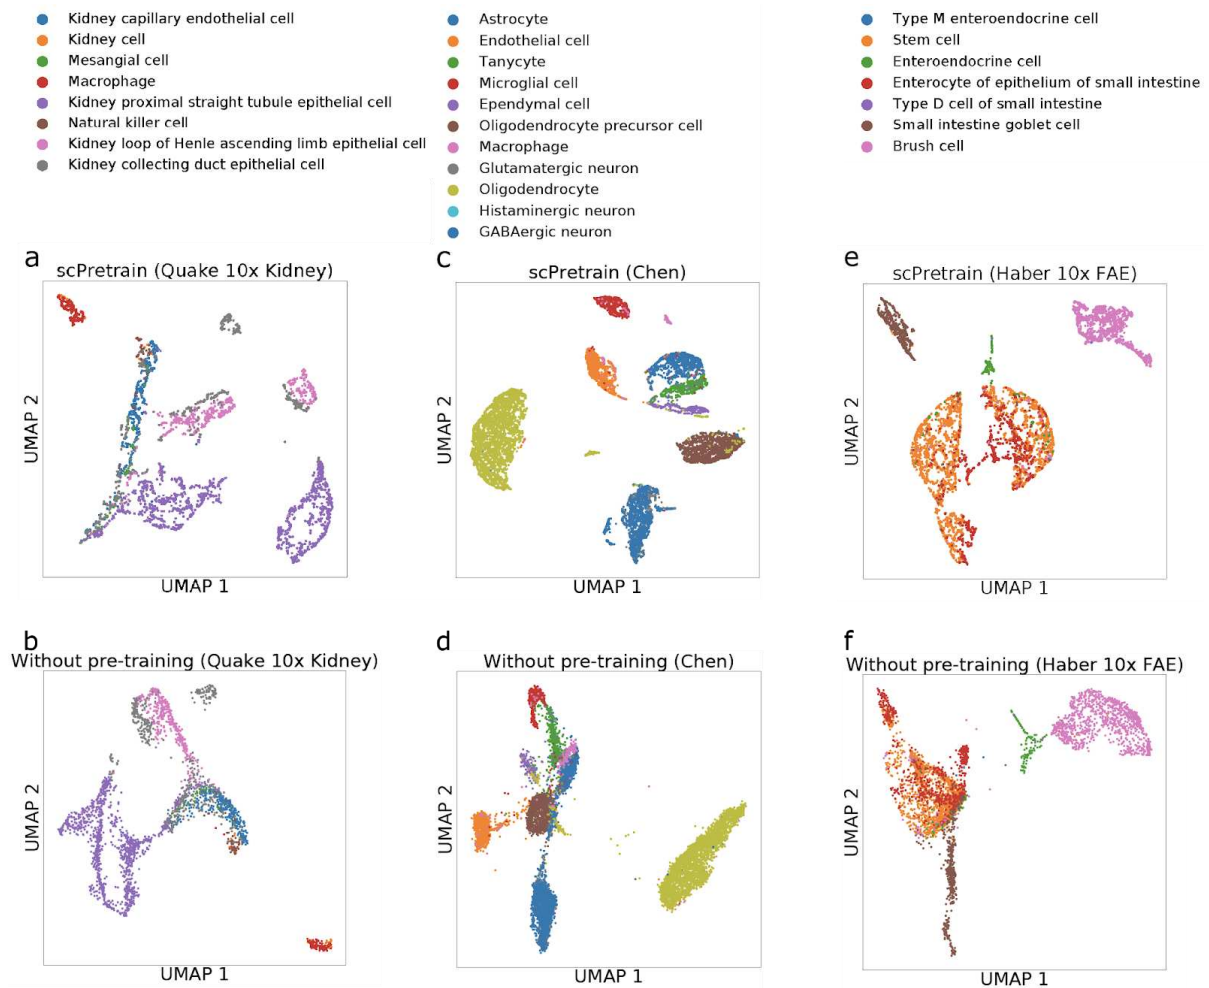 Kidney capillary endothelial cell
Kidney cell
Mesangial cell
Macrophage
Kidney proximal straight tubule epithelial cell
Natural killer cell
Kidney loop of Henle ascending limb epithelial cell
Kidney collecting duct epithelial cell
Astrocyte
Endothelial cell
Tanycyte
Microglial cell
Ependymal cell
Oligodendrocyte precursor cell
Macrophage
Glutamatergic neuron
Oligodendrocyte
Histaminergic neuron
GABAergic neuron
Type M enteroendocrine cell
Stem cell
Enteroendocrine cell
Enterocyte of epithelium of small intestine
Type D cell of small intestine
Small intestine goblet cell
Brush cell
a
scPretrain (Quake 10x Kidney)
UMAP 2
UMAP 1
c
scPretrain (Chen)
UMAP 2
UMAP 1
e
scPretrain (Haber 10x FAE)
UMAP 2
UMAP 1
b
Without pre-training (Quake 10x Kidney)
UMAP 2
UMAP 1
d
Without pre-training (Chen)
UMAP 2
UMAP 1
f
Without pre-training (Haber 10x FAE)
UMAP 2
UMAP 1